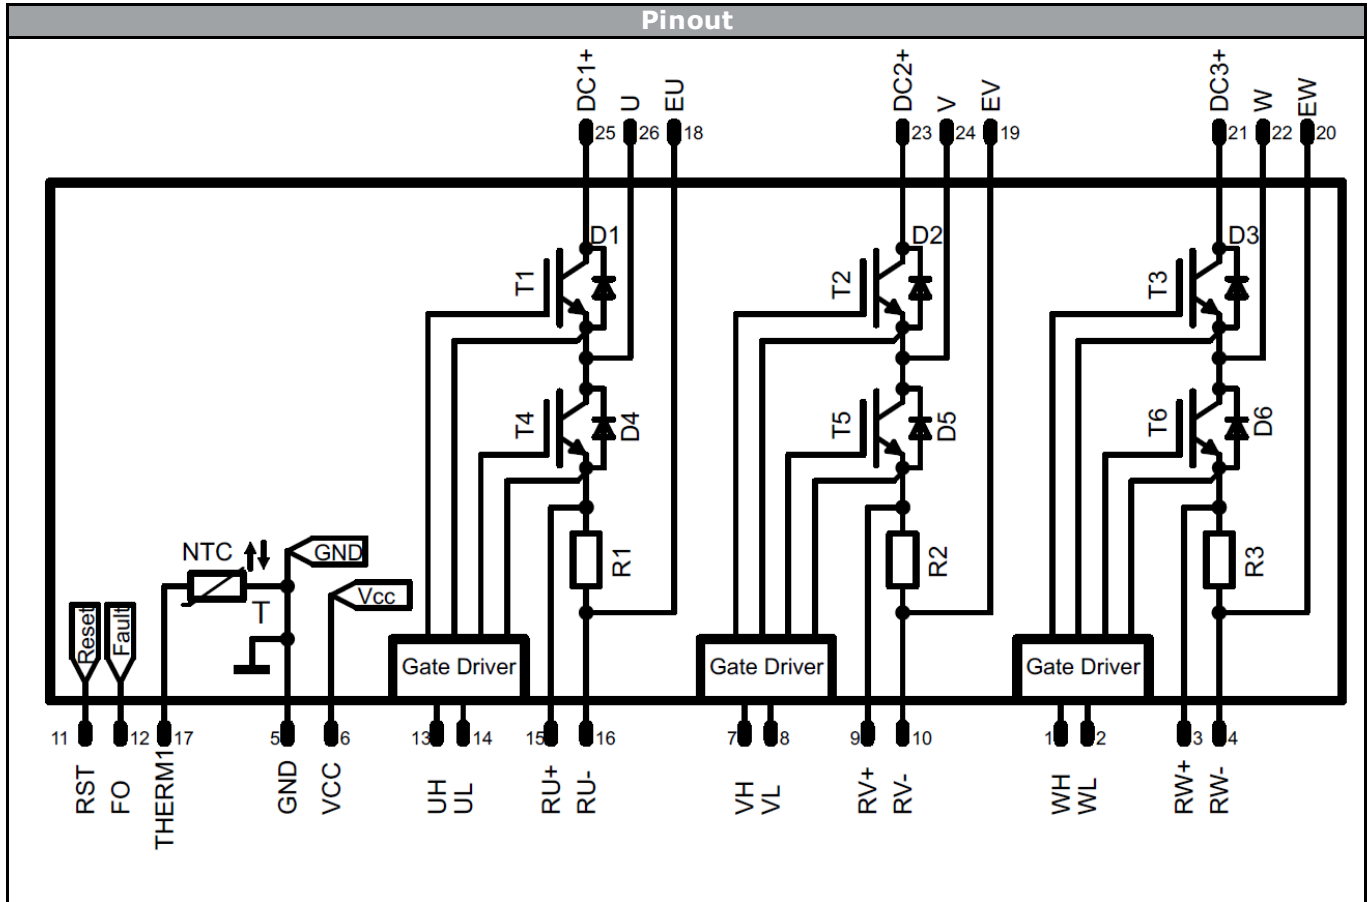 Pinout
DC1+ U EU DC2+ V EV DC3+ W EW
25 26 18 23 24 19 21 22 20
D1 D2 D3
T1 T2 T3
T4 D4 T5 D5 T6 D6
NTC GND R1 R2 R3
T Vcc
Reset Fault
Gate Driver Gate Driver Gate Driver
11 12 17 5 6 13 14 15 16 7 8 9 10 1 2 3 4
RST FO THERM1 GND VCC UH UL RU+ RU- VH VL RV+ RV- WH WL RW+ RW-